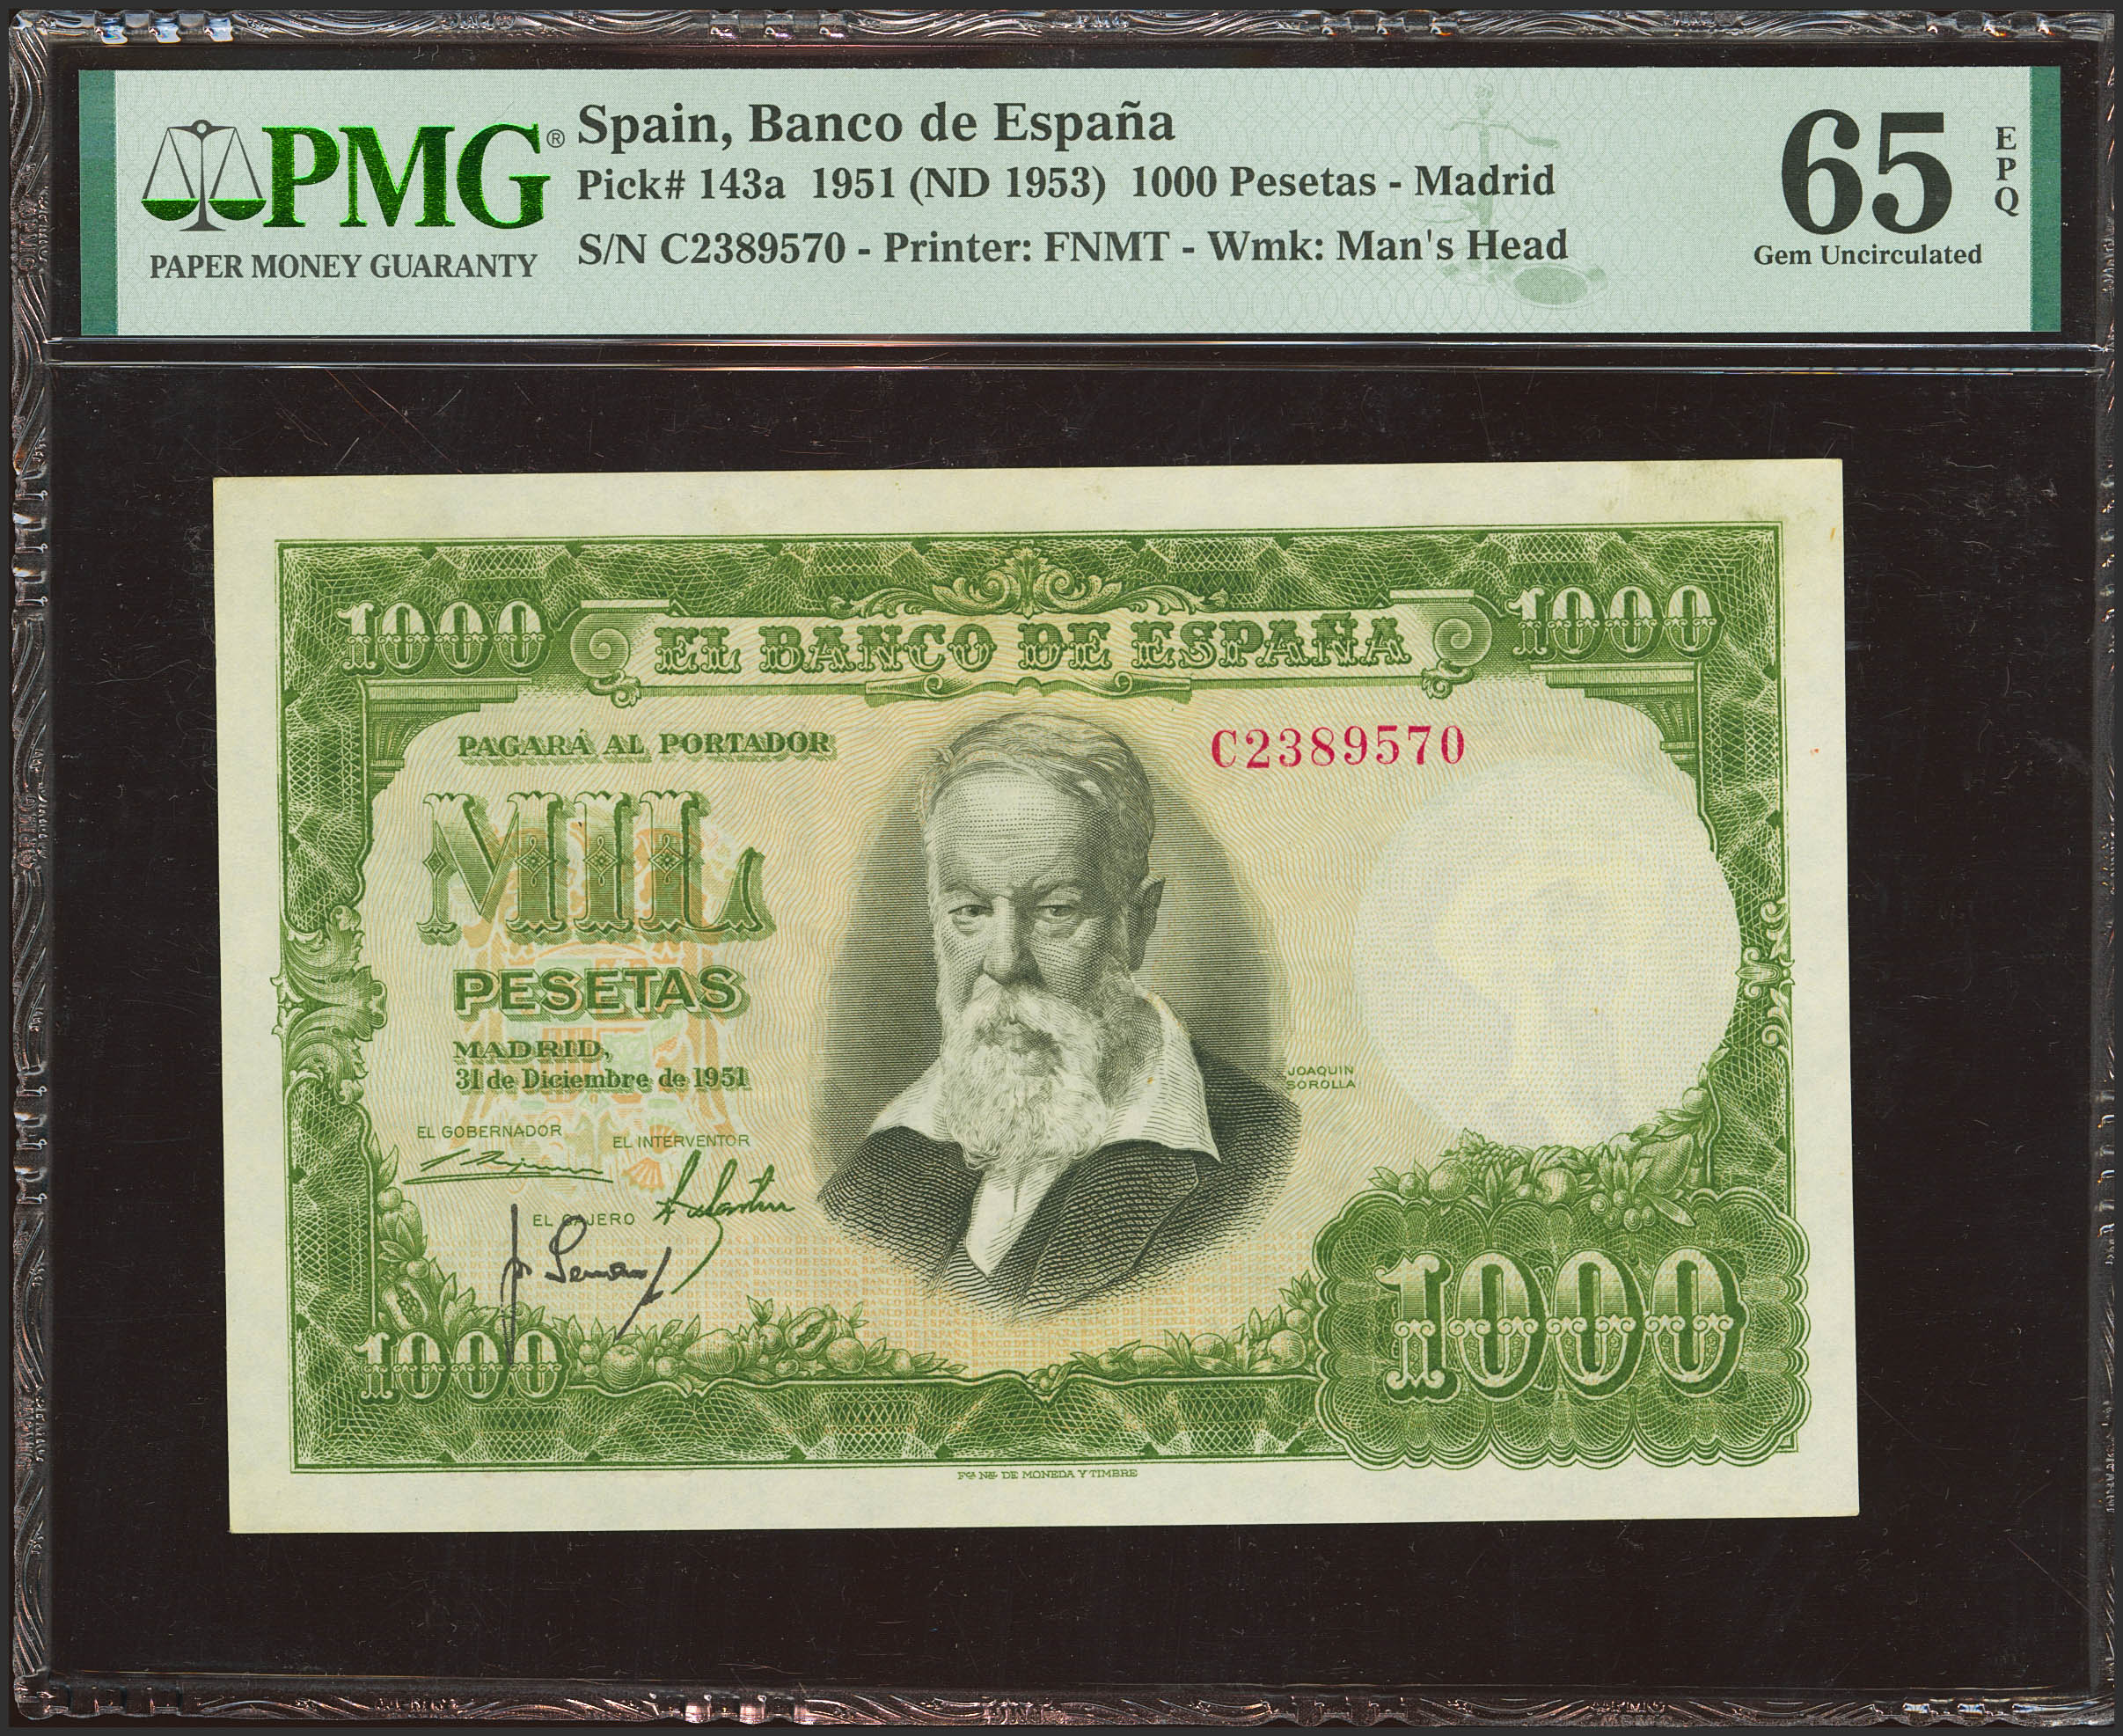 PMG®
PAPER MONEY GUARANTY
Spain, Banco de España
Pick# 143a 1951 (ND 1953) 1000 Pesetas - Madrid
S/N C2389570 - Printer: FNMT - Wmk: Man's Head
65
EPQ
Gem Uncirculated
1000
EL BANCO DE ESPAÑA
1000
PAGARÁ AL PORTADOR
C2389570
MIL
PESETAS
MADRID,
31 de Diciembre de 1951
JOAQUIN
SOROLLA
EL GOBERNADOR
EL INTERVENTOR
EL CAJERO
1000
1000
Fca Nal DE MONEDA Y TIMBRE